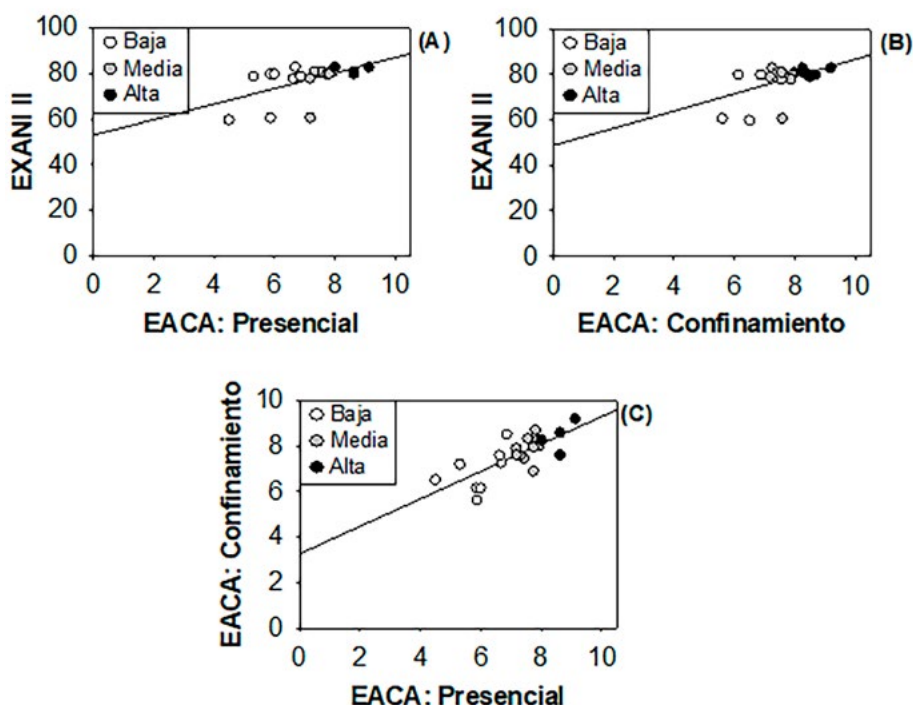 100
80
60
40
20
0
EXANI II
Baja
Media
Alta
(A)
0 2 4 6 8 10
EACA: Presencial
100
80
60
40
20
0
EXANI II
Baja
Media
Alta
(B)
0 2 4 6 8 10
EACA: Confinamiento
10
8
6
4
2
0
EACA: Confinamiento
Baja
Media
Alta
(C)
0 2 4 6 8 10
EACA: Presencial